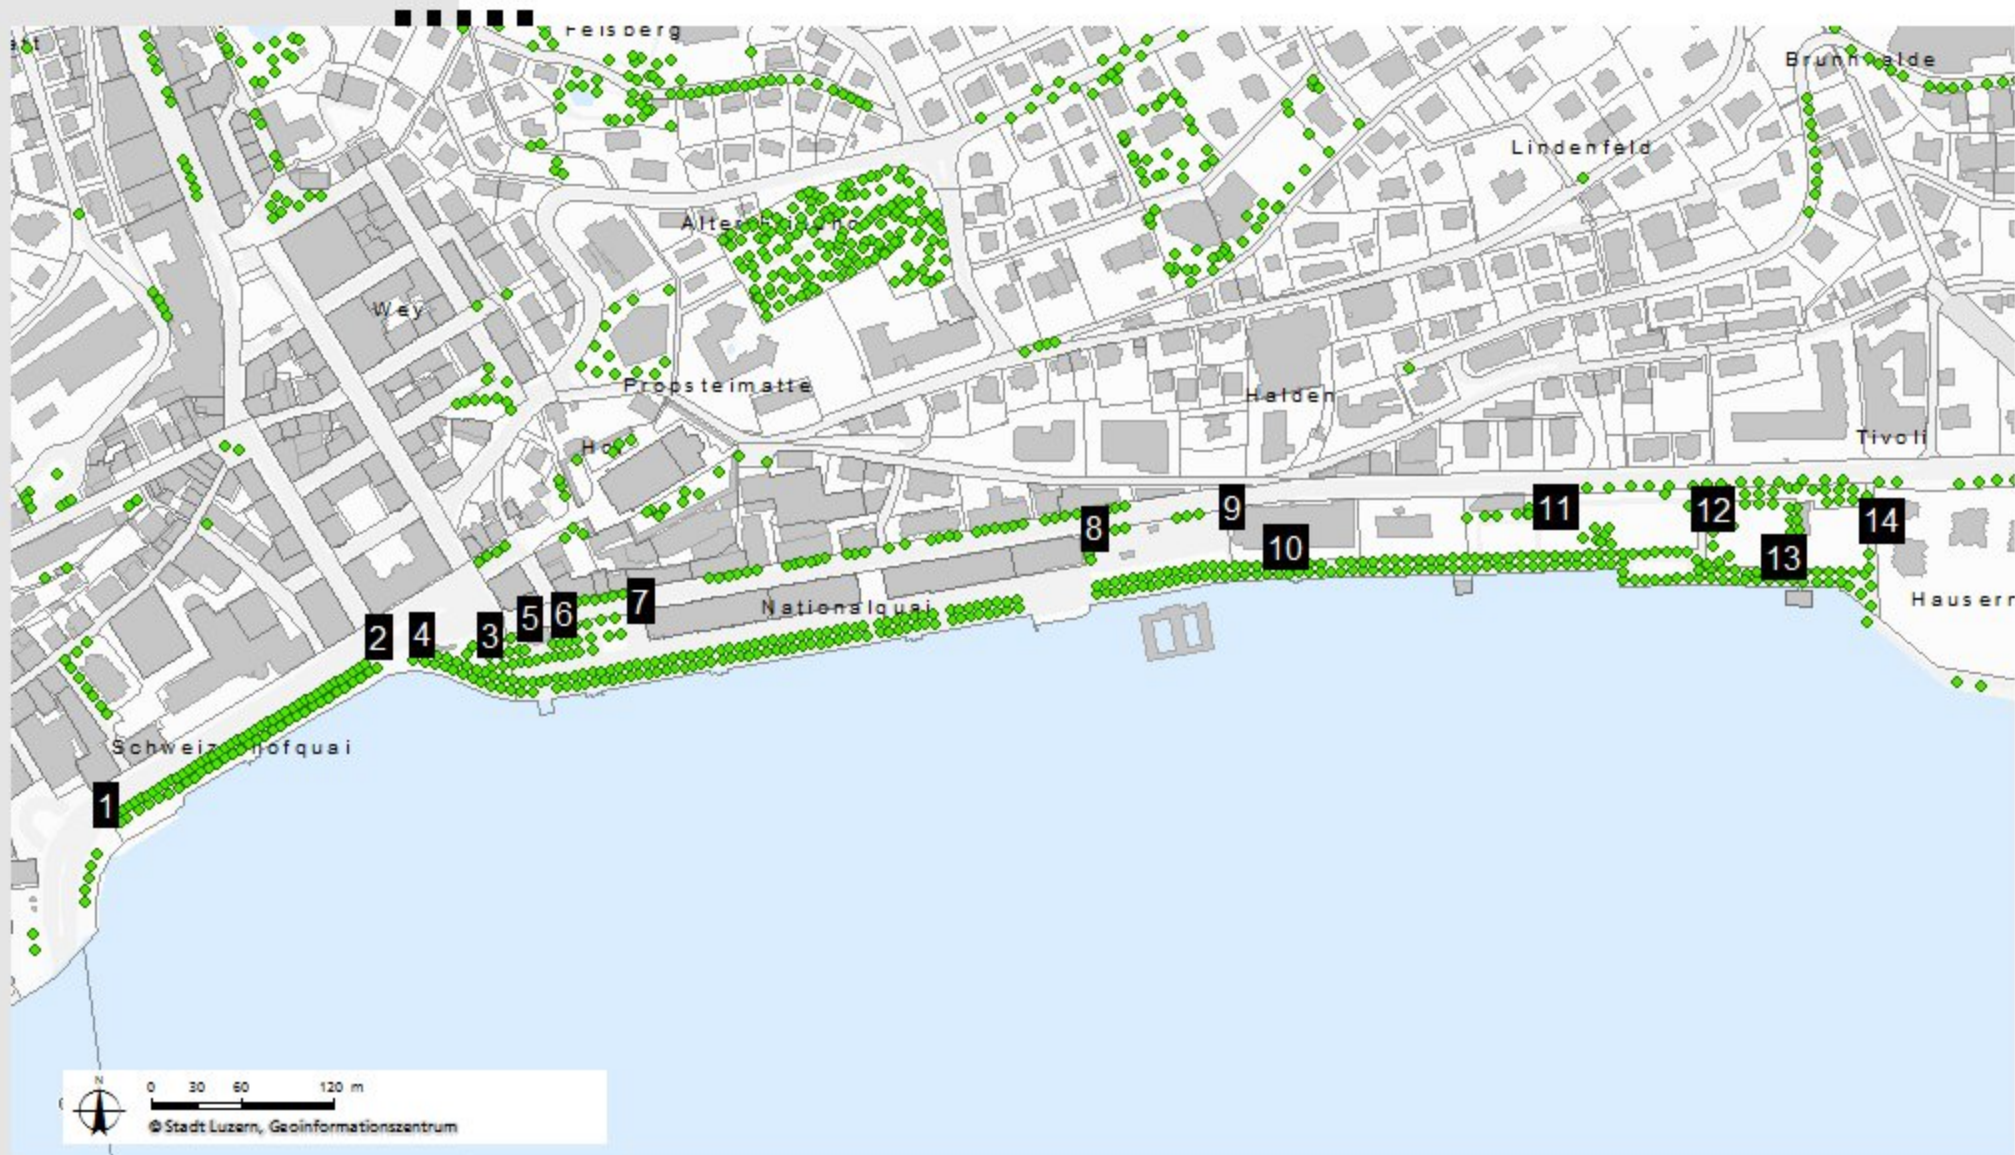 Felsberg
Brunnhalde
Lindenfeld
Wey
Propsteimatte
Halden
Tivoli
9
11
12
14
8
10
13
7
Nationalquai
5
6
3
4
2
Schweizerhofquai
1
N
0 30 60 120 m
© Stadt Luzern, Geoinformationszentrum